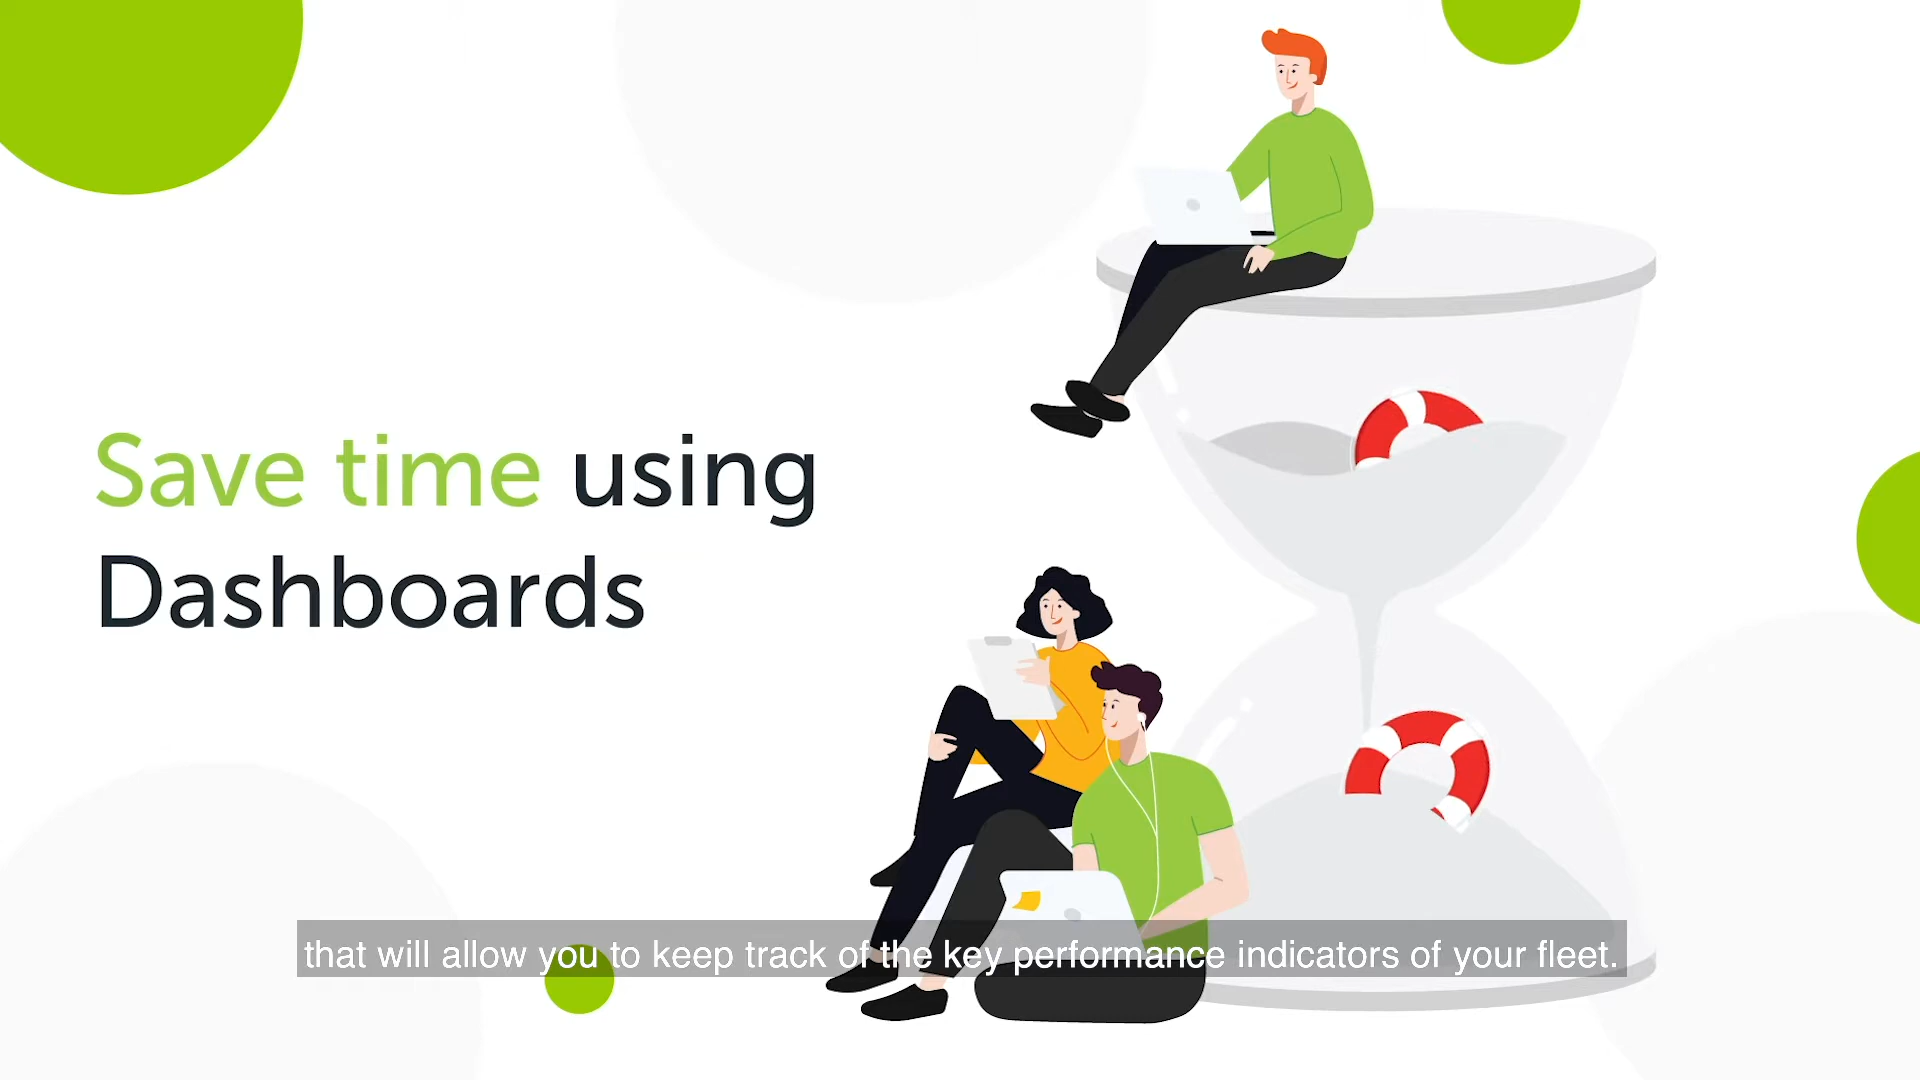 Save time using
Dashboards
that will allow you to keep track of the key performance indicators of your fleet.